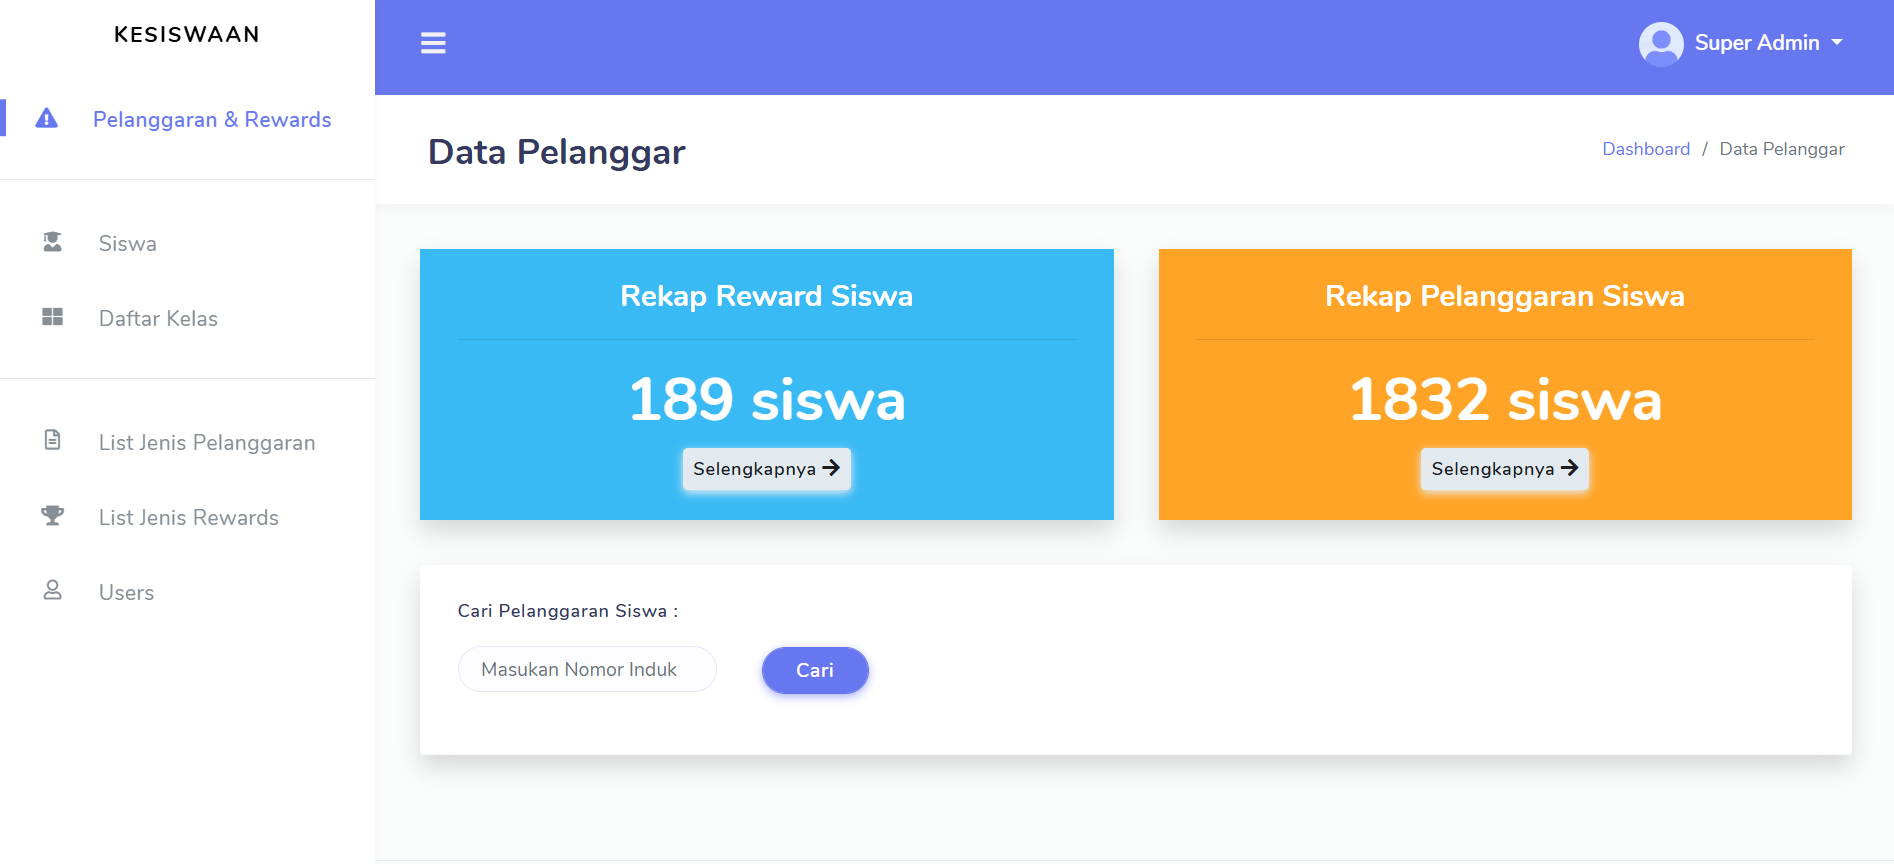 KESISWAAN
Pelanggaran & Rewards
Siswa
Daftar Kelas
List Jenis Pelanggaran
List Jenis Rewards
Users
Super Admin
Data Pelanggar
Dashboard / Data Pelanggar
Rekap Reward Siswa
189 siswa
Selengkapnya
Rekap Pelanggaran Siswa
1832 siswa
Selengkapnya
Cari Pelanggaran Siswa :
Masukan Nomor Induk
Cari